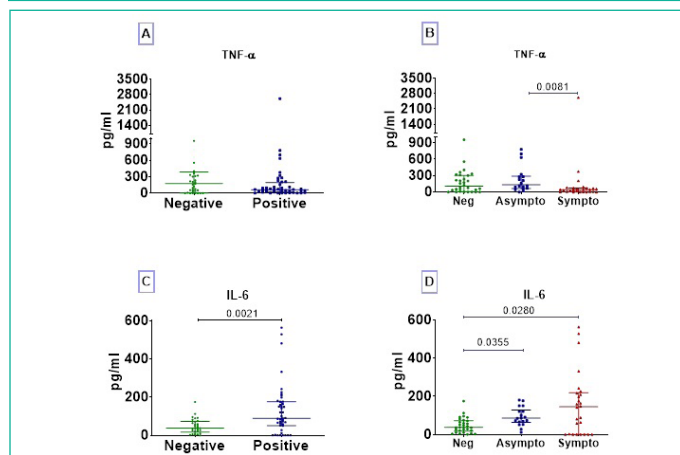 A
TNF-α
3500
2800
2100
1400
900
600
300
0
pg/ml
Negative
Positive
B
TNF-α
0.0081
3500
2800
2100
1400
900
600
300
0
pg/ml
Neg
Asympto
Sympto
C
IL-6
0.0021
600
400
200
0
pg/ml
Negative
Positive
D
IL-6
0.0280
0.0355
600
400
200
0
pg/ml
Neg
Asympto
Sympto